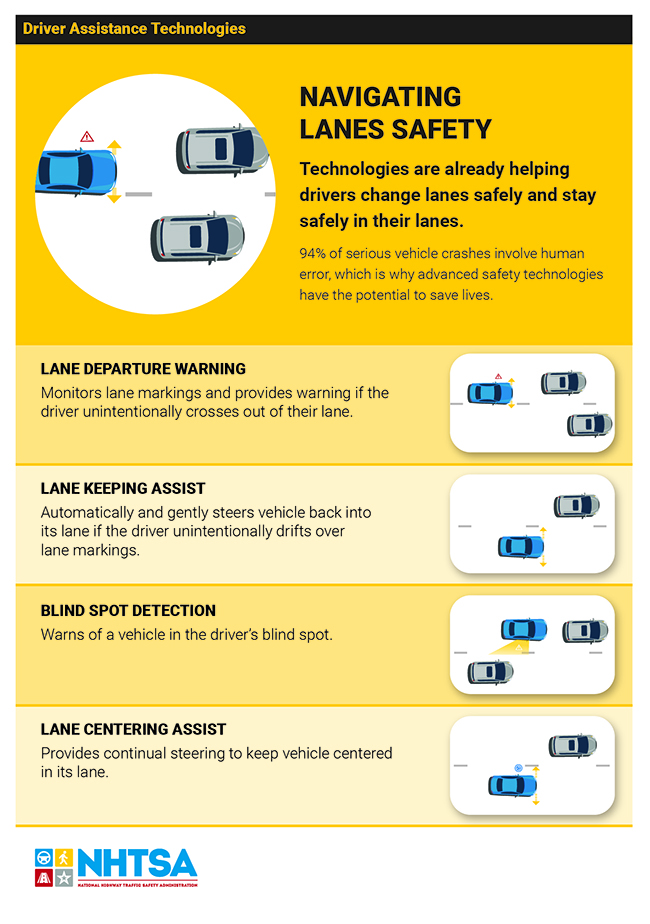 Driver Assistance Technologies
NAVIGATING
LANES SAFETY
Technologies are already helping
drivers change lanes safely and stay
safely in their lanes.
94% of serious vehicle crashes involve human
error, which is why advanced safety technologies
have the potential to save lives.
LANE DEPARTURE WARNING
Monitors lane markings and provides warning if the
driver unintentionally crosses out of their lane.
LANE KEEPING ASSIST
Automatically and gently steers vehicle back into
its lane if the driver unintentionally drifts over
lane markings.
BLIND SPOT DETECTION
Warns of a vehicle in the driver’s blind spot.
LANE CENTERING ASSIST
Provides continual steering to keep vehicle centered
in its lane.
NHTSA
NATIONAL HIGHWAY TRAFFIC SAFETY ADMINISTRATION